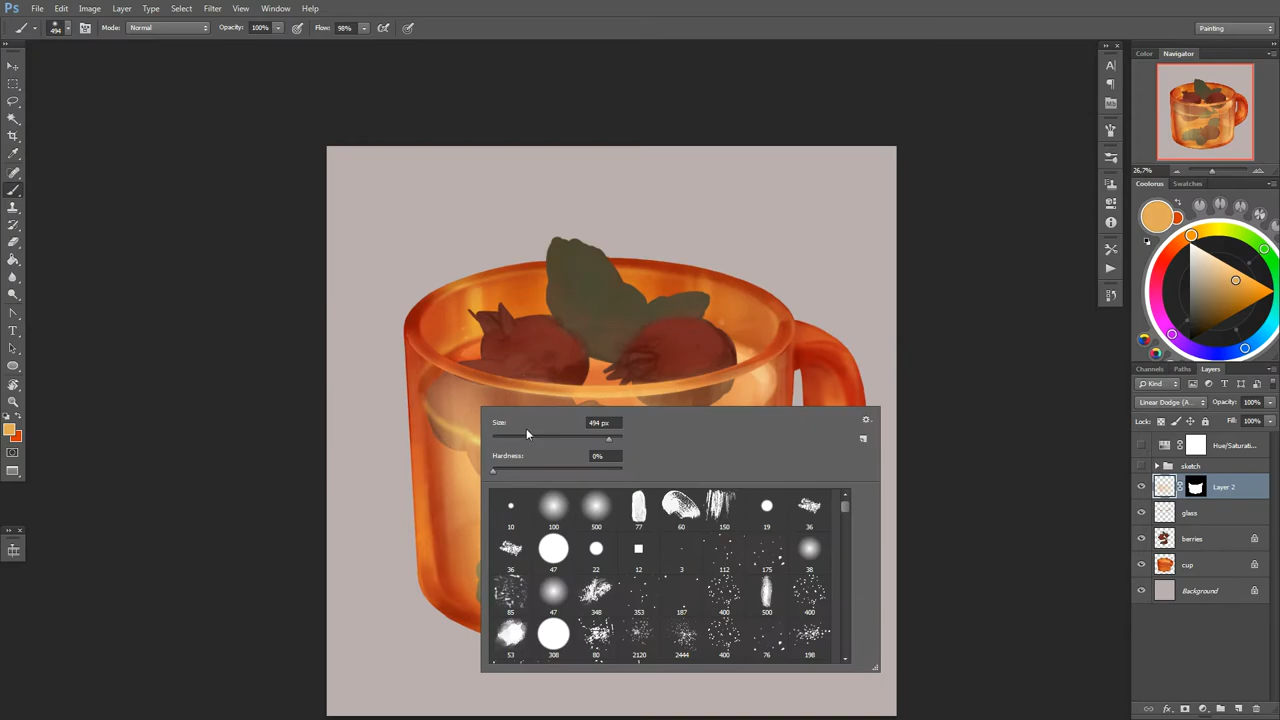 Ps File Edit Image Layer Type Select Filter View Window Help
494 Mode: Normal Opacity: 100% Flow: 98% Painting
Color Navigator
26,7%
Coolorus Swatches
Channels Paths Layers
Kind
Linear Dodge (A... Opacity: 100%
Lock: Fill: 100%
Hue/Saturati...
sketch
Layer 2
glass
berries
cup
Background
Size: 494 px
Hardness: 0%
10 100 500 77 60 150 19 36
36 47 22 12 3 112 175 38
85 47 348 353 187 400 500 400
53 308 80 2120 2444 400 76 198